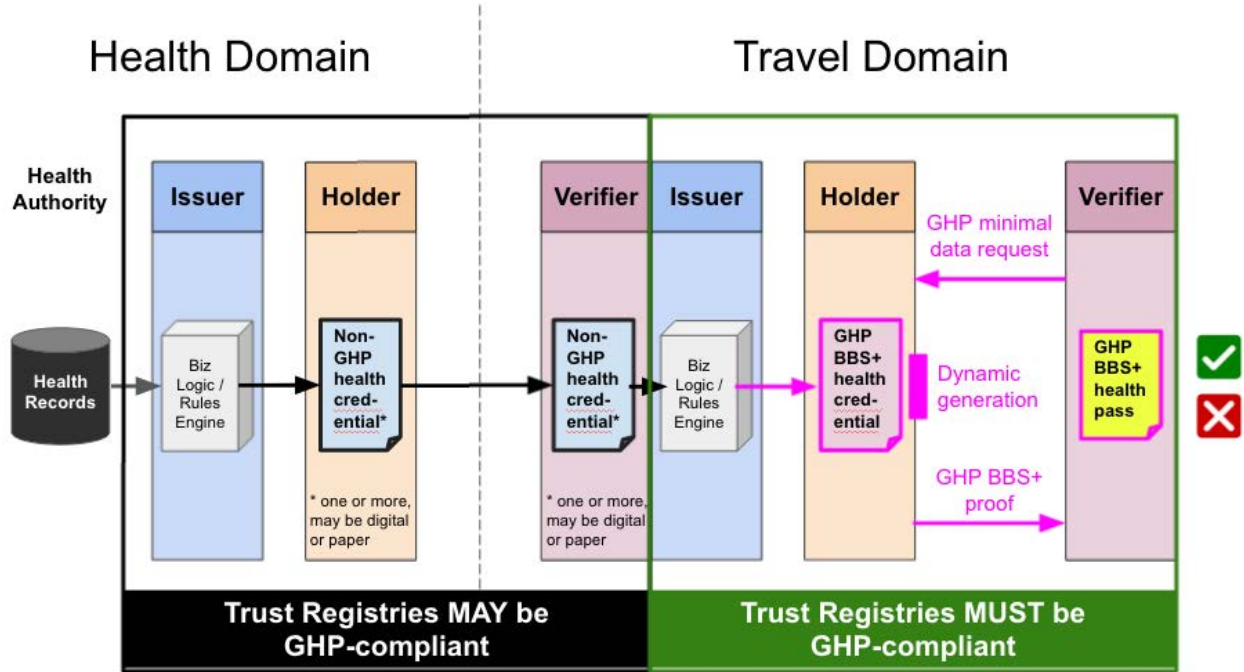 Health Domain
Travel Domain
Health
Authority
Issuer
Holder
Verifier
Issuer
Holder
Verifier
Health
Records
Biz
Logic /
Rules
Engine
Non-
GHP
health
cred-
ential*
* one or more,
may be digital
or paper
Non-
GHP
health
cred-
ential*
* one or more,
may be digital
or paper
Biz
Logic /
Rules
Engine
GHP
BBS+
health
cred-
ential
GHP minimal
data request
Dynamic
generation
GHP BBS+
proof
GHP
BBS+
health
pass
Trust Registries MAY be
GHP-compliant
Trust Registries MUST be
GHP-compliant